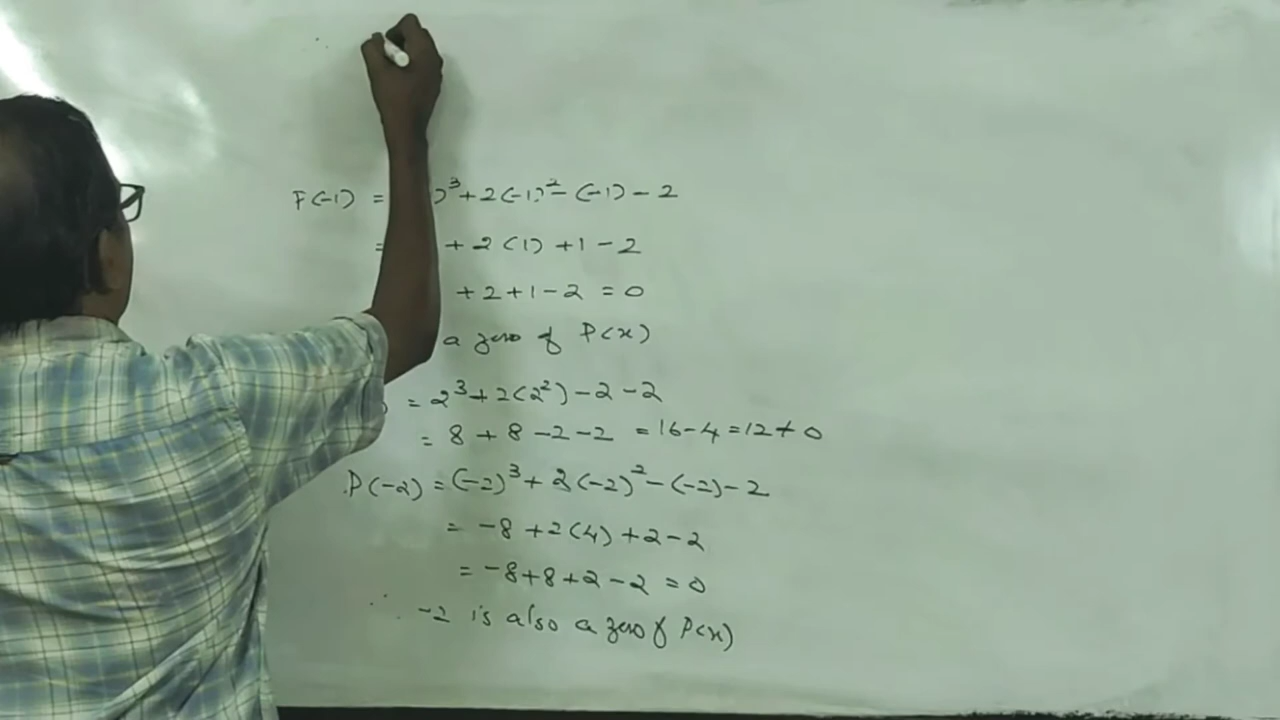 F(-1) = )³+2(-1)²-(-1)-2
= +2(1)+1-2
+2+1-2 =0
a zero of P(x)
= 2³+2(2²)-2-2
= 8+8-2-2 =16-4=12≠0
P(-2) = (-2)³+2(-2)²-(-2)-2
= -8+2(4)+2-2
= -8+8+2-2 =0
∴ -2 is also a zero of P(x)